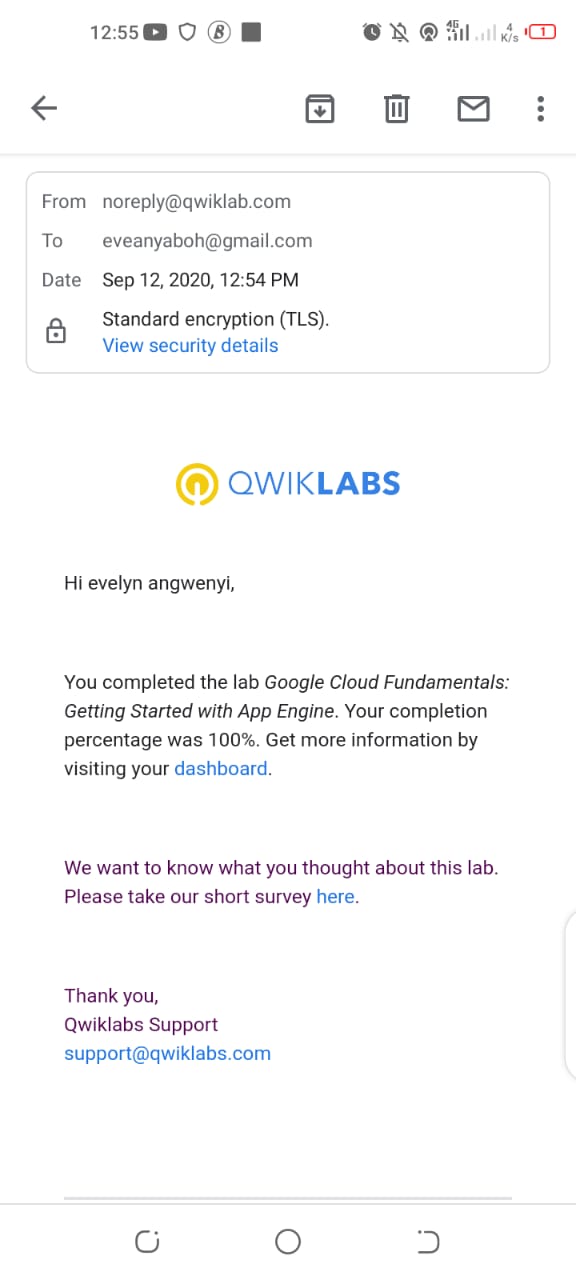 12:55 B 4G 4 K/s 1
From noreply@qwiklab.com
To eveanyaboh@gmail.com
Date Sep 12, 2020, 12:54 PM
Standard encryption (TLS).
View security details
QWIKLABS
Hi evelyn angwenyi,
You completed the lab Google Cloud Fundamentals:
Getting Started with App Engine. Your completion
percentage was 100%. Get more information by
visiting your dashboard.
We want to know what you thought about this lab.
Please take our short survey here.
Thank you,
Qwiklabs Support
support@qwiklabs.com